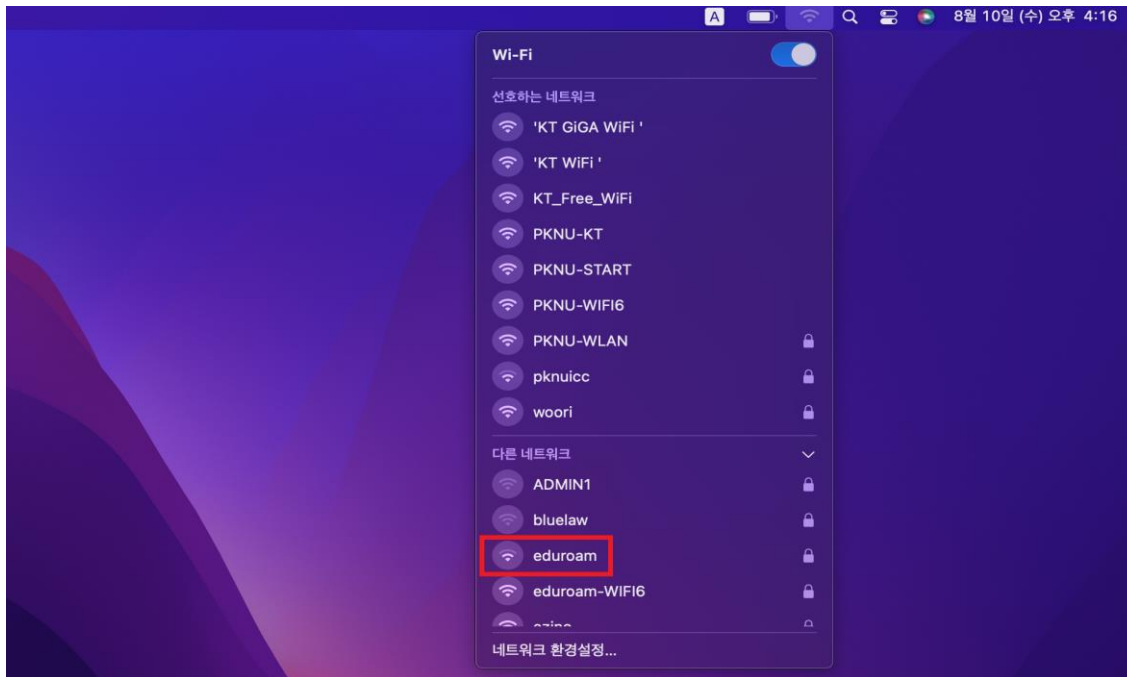 A 8월 10일 (수) 오후 4:16
Wi-Fi
선호하는 네트워크
'KT GiGA WiFi '
'KT WiFi '
KT_Free_WiFi
PKNU-KT
PKNU-START
PKNU-WIFI6
PKNU-WLAN
pknuicc
woori
다른 네트워크
ADMIN1
bluelaw
eduroam
eduroam-WIFI6
네트워크 환경설정...